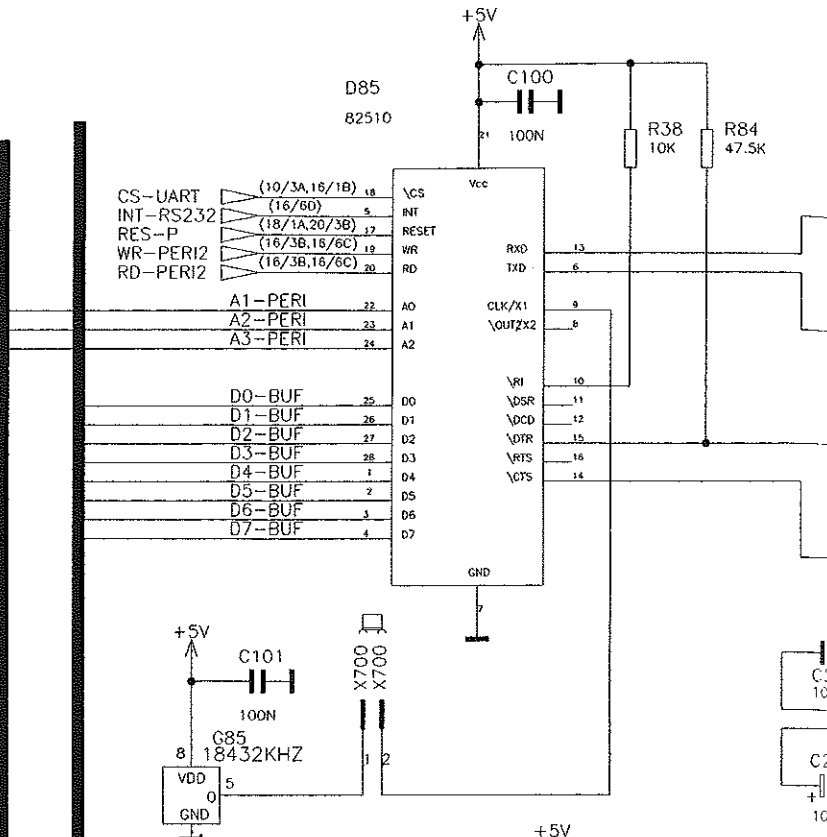 +5V
D85
82510
C100
100N
21
R38
10K
R84
47.5K
Vcc
CS-UART
(10/3A,16/1B)
18
\CS
INT-RS232
(16/6D)
5
INT
RES-P
(18/1A,20/3B)
17
RESET
WR-PERI2
(16/3B,16/6C)
19
WR
RD-PERI2
(16/3B,16/6C)
20
RD
RXD
13
TXD
6
A1-PERI
22
A0
A2-PERI
23
A1
A3-PERI
24
A2
CLK/X1
9
\OUT/X2
8
\RI
10
\DSR
11
\DCD
12
\DTR
15
\RTS
16
\CTS
14
D0-BUF
25
D0
D1-BUF
26
D1
D2-BUF
27
D2
D3-BUF
28
D3
D4-BUF
1
D4
D5-BUF
2
D5
D6-BUF
3
D6
D7-BUF
4
D7
GND
7
+5V
C101
100N
X700
X700
1
2
G85
18432KHZ
8
VDD
5
O
GND
+5V
10
C2
+
10